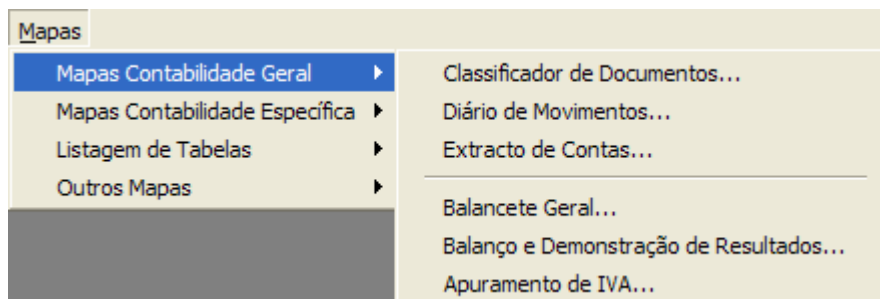 Mapas
Mapas Contabilidade Geral
Mapas Contabilidade Específica
Listagem de Tabelas
Outros Mapas
Classificador de Documentos...
Diário de Movimentos...
Extracto de Contas...
Balancete Geral...
Balanço e Demonstração de Resultados...
Apuramento de IVA...